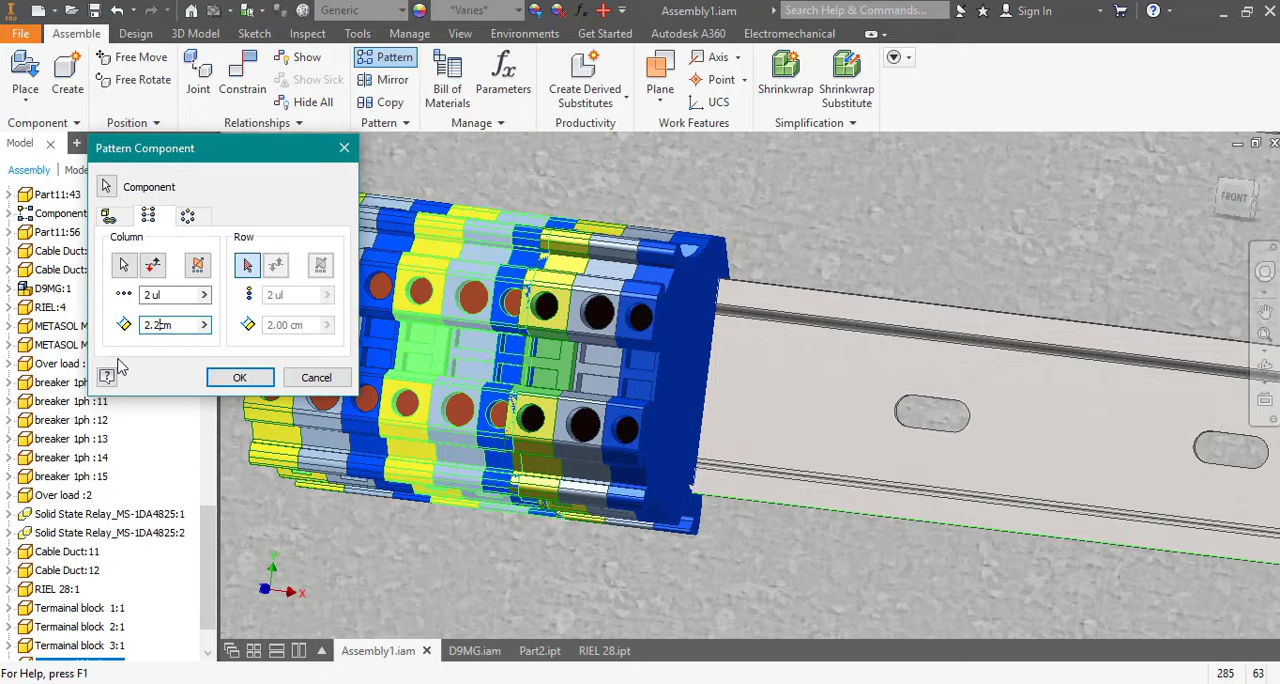 Generic
"Varies"
Assembly1.iam
Search Help & Commands...
Sign In
PRO
File
Assemble
Design
3D Model
Sketch
Inspect
Tools
Manage
View
Environments
Get Started
Autodesk A360
Electromechanical
Place
Create
Free Move
Free Rotate
Joint
Constrain
Show
Show Sick
Hide All
Pattern
Mirror
Copy
Bill of Materials
Parameters
Create Derived Substitutes
Plane
Axis
Point
UCS
Shrinkwrap
Shrinkwrap Substitute
Component
Position
Relationships
Pattern
Manage
Productivity
Work Features
Simplification
Model
Assembly
Pattern Component
Component
Column
Row
2 ul
2 ul
2.2cm
2.00 cm
OK
Cancel
Part11:43
Part11:56
D9MG:1
RIEL:4
METASOL M
METASOL M
Over load :
breaker 1ph :11
breaker 1ph :12
breaker 1ph :13
breaker 1ph :14
breaker 1ph :15
Over load :2
Solid State Relay_MS-1DA4825:1
Solid State Relay_MS-1DA4825:2
Cable Duct:11
Cable Duct:12
RIEL 28:1
Termainal block 1:1
Termainal block 2:1
Termainal block 3:1
FRONT
Y
X
Assembly1.iam
D9MG.iam
Part2.ipt
RIEL 28.ipt
For Help, press F1
285
63